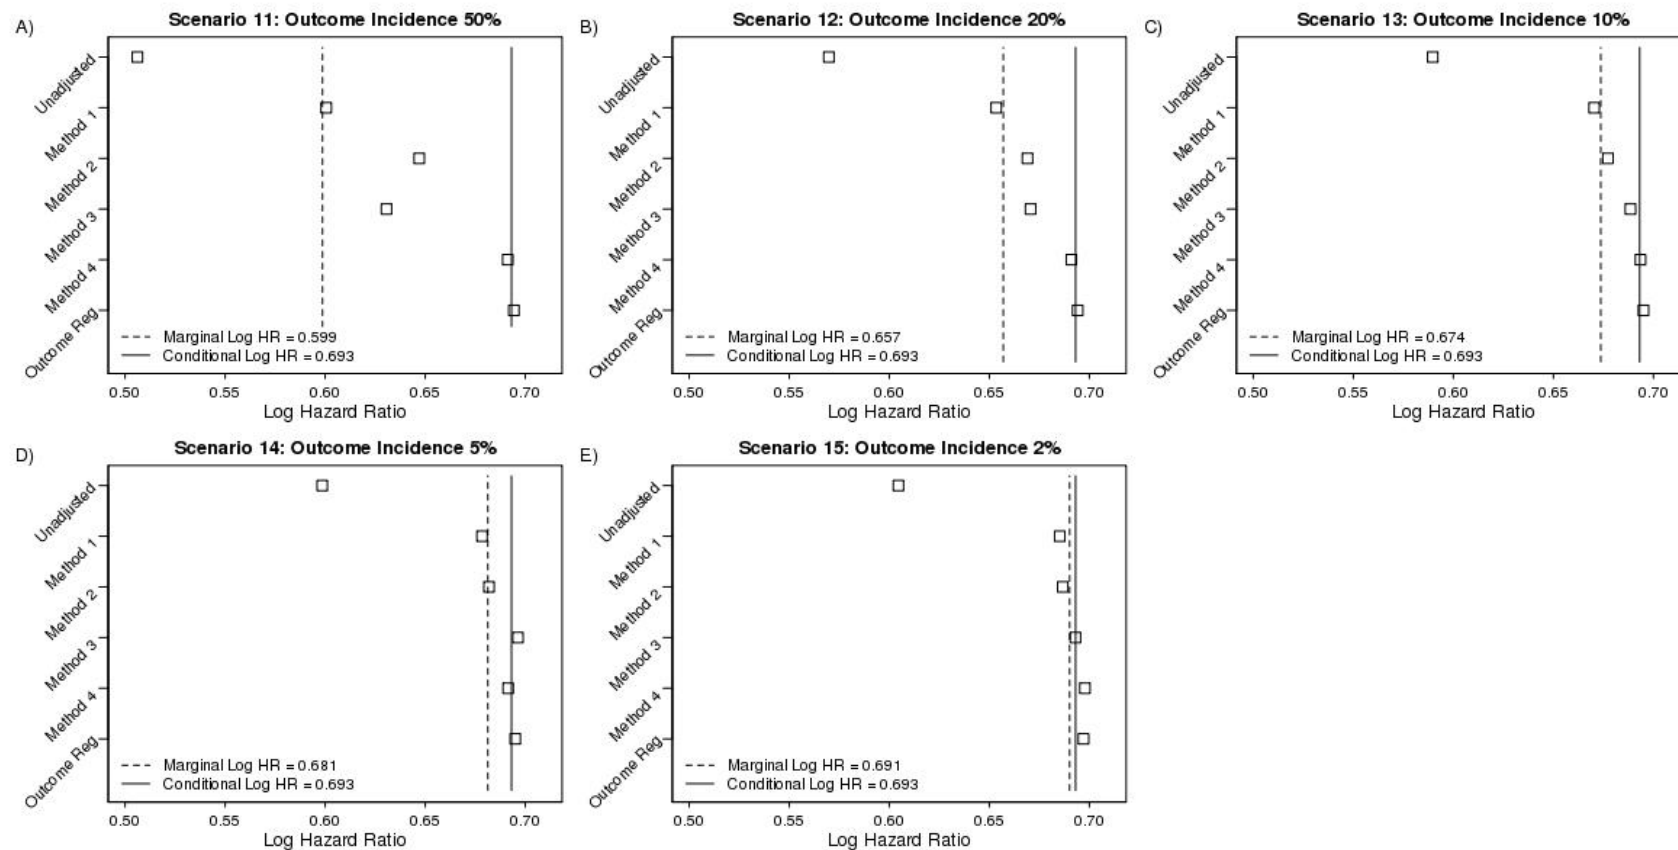 A)
Scenario 11: Outcome Incidence 50%
Unadjusted
Method 1
Method 2
Method 3
Method 4
Outcome Reg
Marginal Log HR = 0.599
Conditional Log HR = 0.693
0.50 0.55 0.60 0.65 0.70
Log Hazard Ratio
B)
Scenario 12: Outcome Incidence 20%
Unadjusted
Method 1
Method 2
Method 3
Method 4
Outcome Reg
Marginal Log HR = 0.657
Conditional Log HR = 0.693
0.50 0.55 0.60 0.65 0.70
Log Hazard Ratio
C)
Scenario 13: Outcome Incidence 10%
Unadjusted
Method 1
Method 2
Method 3
Method 4
Outcome Reg
Marginal Log HR = 0.674
Conditional Log HR = 0.693
0.50 0.55 0.60 0.65 0.70
Log Hazard Ratio
D)
Scenario 14: Outcome Incidence 5%
Unadjusted
Method 1
Method 2
Method 3
Method 4
Outcome Reg
Marginal Log HR = 0.681
Conditional Log HR = 0.693
0.50 0.55 0.60 0.65 0.70
Log Hazard Ratio
E)
Scenario 15: Outcome Incidence 2%
Unadjusted
Method 1
Method 2
Method 3
Method 4
Outcome Reg
Marginal Log HR = 0.691
Conditional Log HR = 0.693
0.50 0.55 0.60 0.65 0.70
Log Hazard Ratio